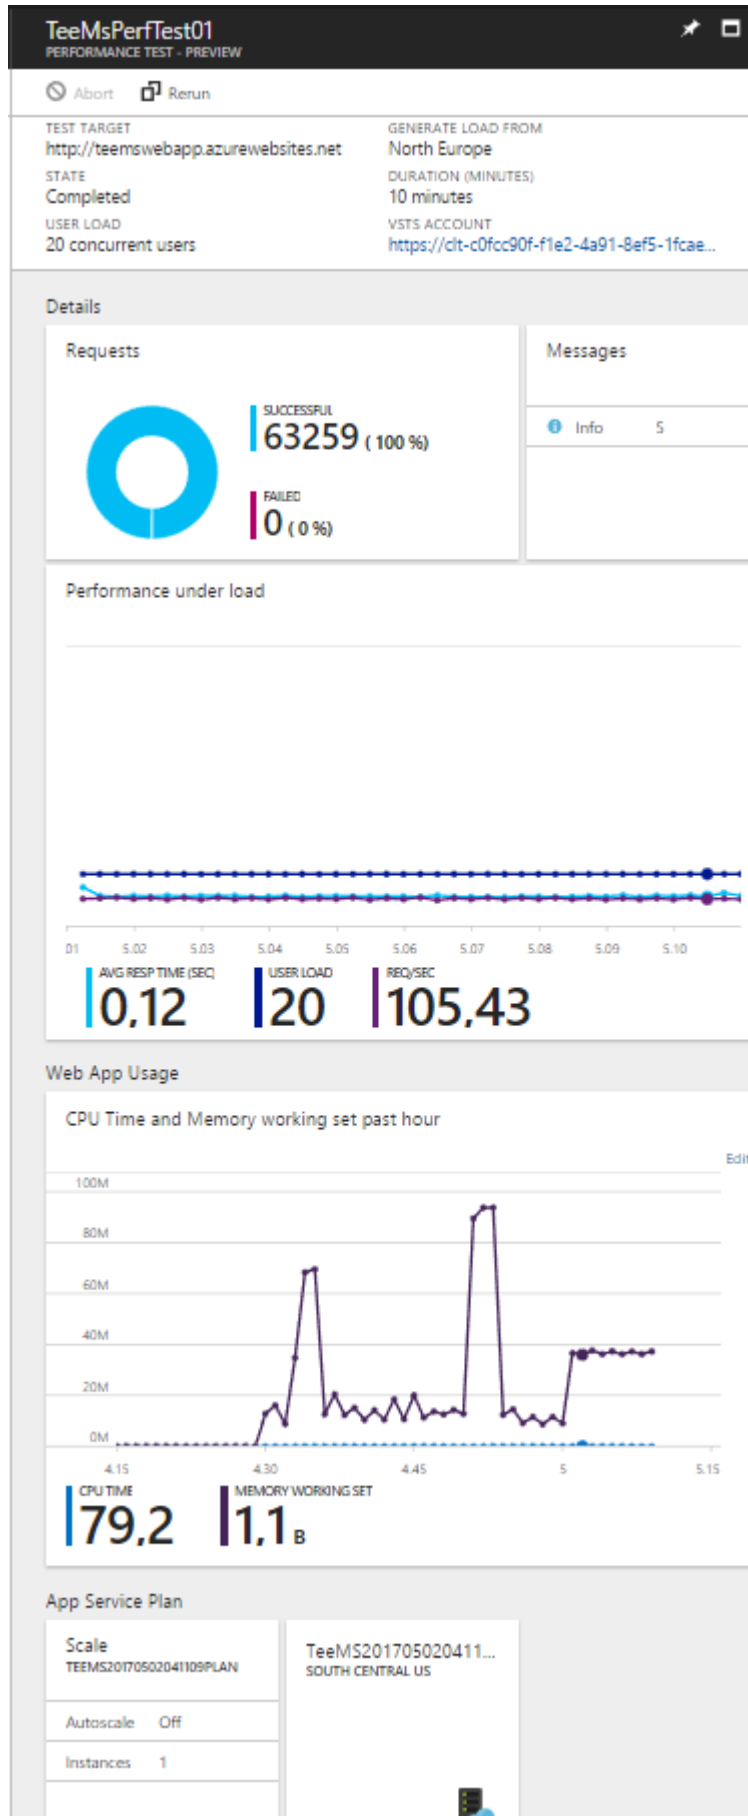 TeeMsPerfTest01
PERFORMANCE TEST - PREVIEW
Abort Rerun
TEST TARGET
http://teemswebapp.azurewebsites.net
GENERATE LOAD FROM
North Europe
STATE
Completed
DURATION (MINUTES)
10 minutes
USER LOAD
20 concurrent users
VSTS ACCOUNT
https://clt-c0fcc90f-f1e2-4a91-8ef5-1fcae...
Details
Requests
SUCCESSFUL
63259 ( 100 %)
FAILED
0 ( 0 %)
Messages
Info 5
Performance under load
01 5.02 5.03 5.04 5.05 5.06 5.07 5.08 5.09 5.10
AVG RESP TIME (SEC)
0,12
USER LOAD
20
REQ/SEC
105,43
Web App Usage
CPU Time and Memory working set past hour
Edit
100M
80M
60M
40M
20M
0M
4.15 4.30 4.45 5 5.15
CPU TIME
79,2
MEMORY WORKING SET
1,1 B
App Service Plan
Scale
TEEMS20170502041109PLAN
Autoscale Off
Instances 1
TeeMS201705020411...
SOUTH CENTRAL US